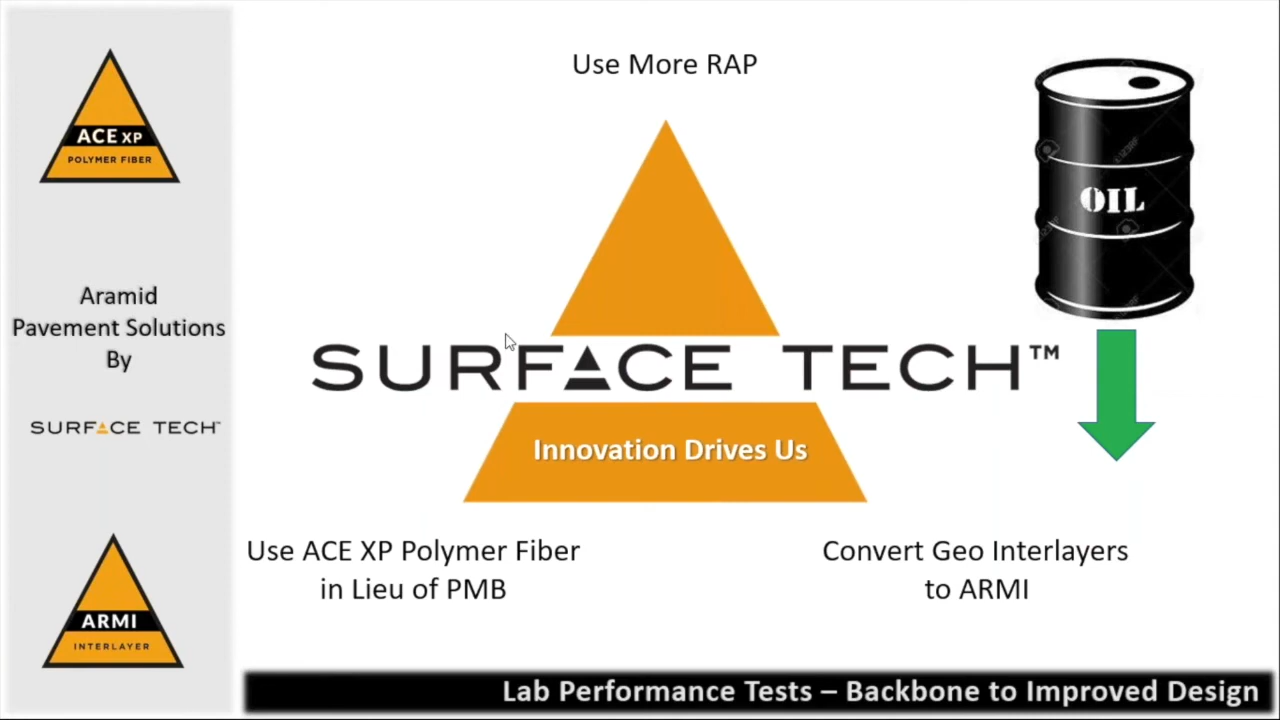 ACE XP
POLYMER FIBER
Aramid
Pavement Solutions
By
SURFACE TECH™
ARMI
INTERLAYER
Use More RAP
OIL
SURFACE TECH™
Innovation Drives Us
Use ACE XP Polymer Fiber
in Lieu of PMB
Convert Geo Interlayers
to ARMI
Lab Performance Tests – Backbone to Improved Design